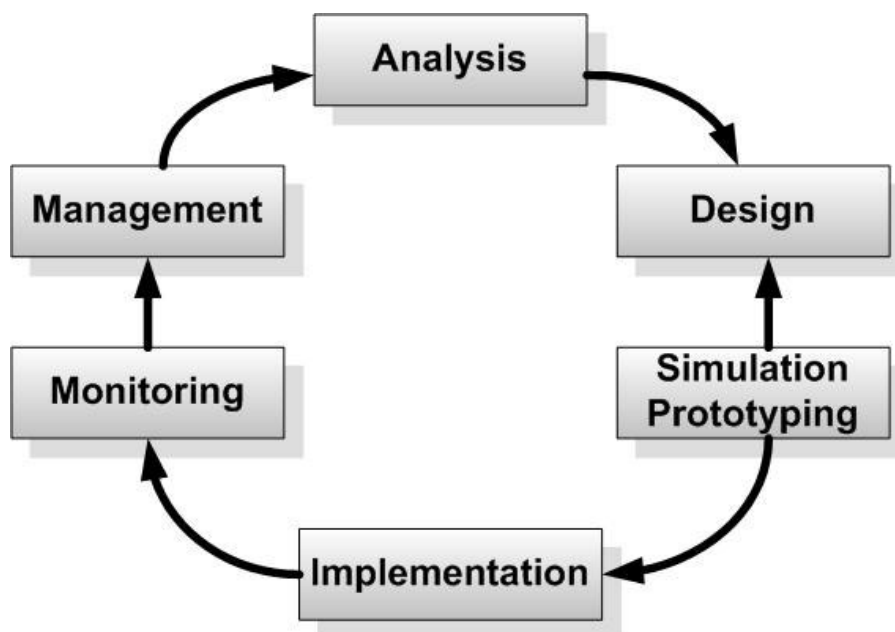 Analysis
Management
Design
Monitoring
Simulation
Prototyping
Implementation